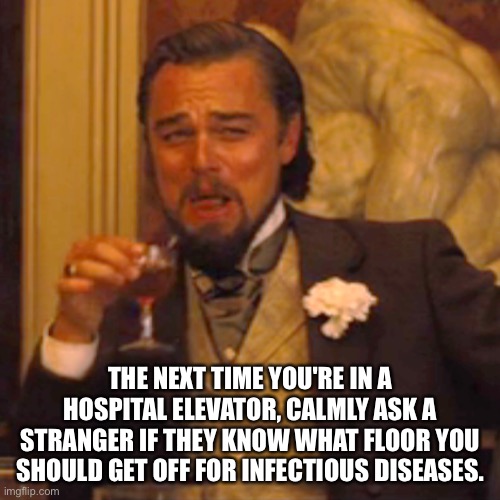 THE NEXT TIME YOU'RE IN A
HOSPITAL ELEVATOR, CALMLY ASK A
STRANGER IF THEY KNOW WHAT FLOOR YOU
SHOULD GET OFF FOR INFECTIOUS DISEASES.
imgflip.com